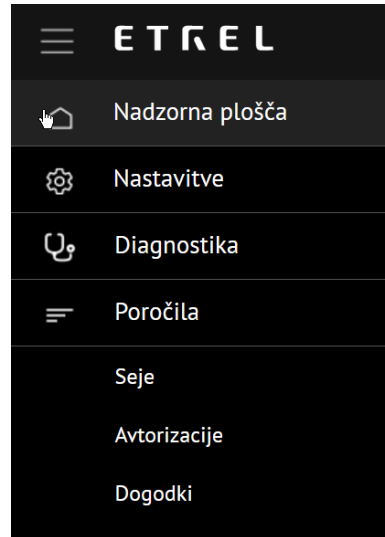 ETREL
Nadzorna plošča
Nastavitve
Diagnostika
Poročila
Seje
Avtorizacije
Dogodki